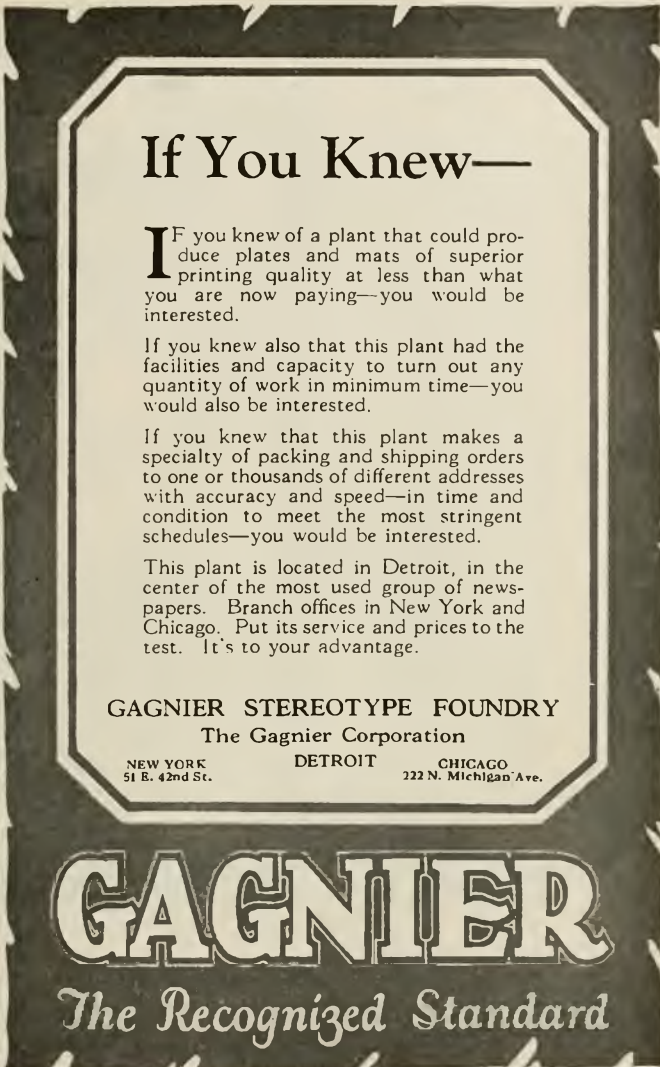 If You Knew—
IF you knew of a plant that could pro-
duce plates and mats of superior
printing quality at less than what
you are now paying—you would be
interested.
If you knew also that this plant had the
facilities and capacity to turn out any
quantity of work in minimum time—you
would also be interested.
If you knew that this plant makes a
specialty of packing and shipping orders
to one or thousands of different addresses
with accuracy and speed—in time and
condition to meet the most stringent
schedules—you would be interested.
This plant is located in Detroit, in the
center of the most used group of news-
papers. Branch offices in New York and
Chicago. Put its service and prices to the
test. It's to your advantage.
GAGNIER STEREOTYPE FOUNDRY
The Gagnier Corporation
NEW YORK DETROIT CHICAGO
51 E. 42nd St. 222 N. Michigan Ave.
GAGNIER
The Recognized Standard